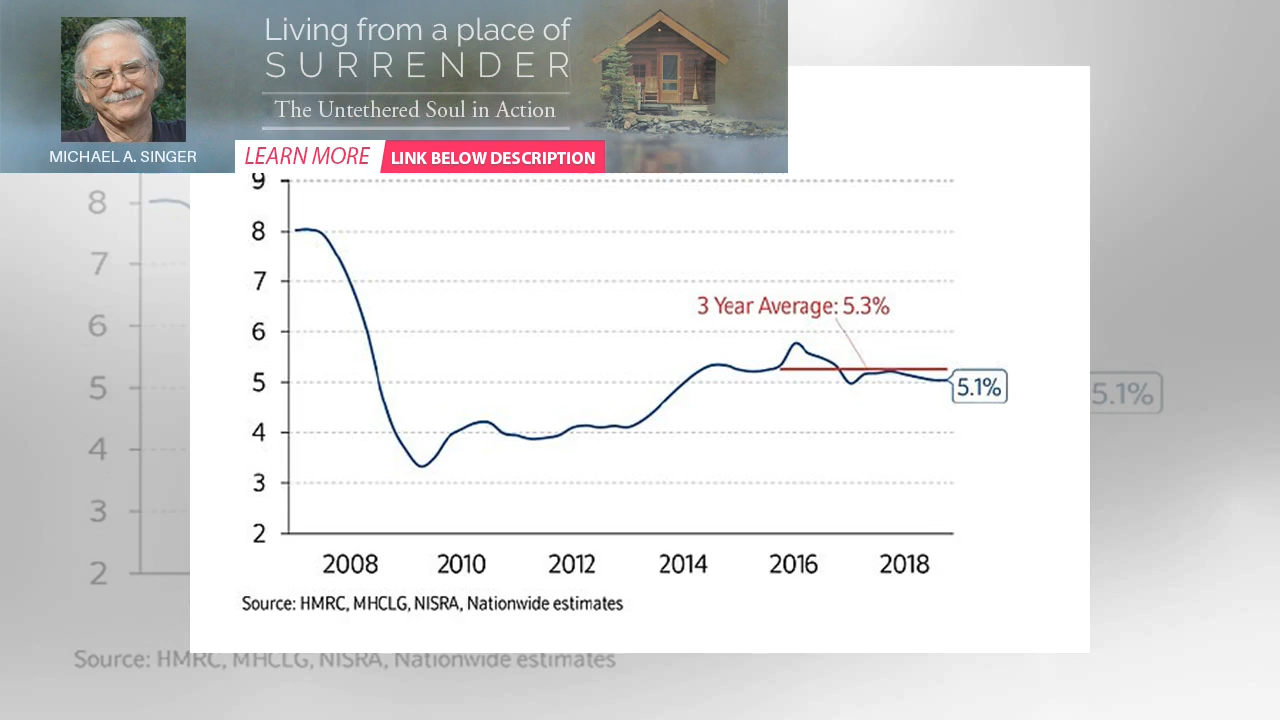 Living from a place of
SURRENDER
The Untethered Soul in Action
MICHAEL A. SINGER
LEARN MORE
LINK BELOW DESCRIPTION
9
8
7
6
5
4
3
2
3 Year Average: 5.3%
5.1%
2008 2010 2012 2014 2016 2018
Source: HMRC, MHCLG, NISRA, Nationwide estimates
8
7
6
5
4
3
2
5.1%
Source: HMRC, MHCLG, NISRA, Nationwide estimates